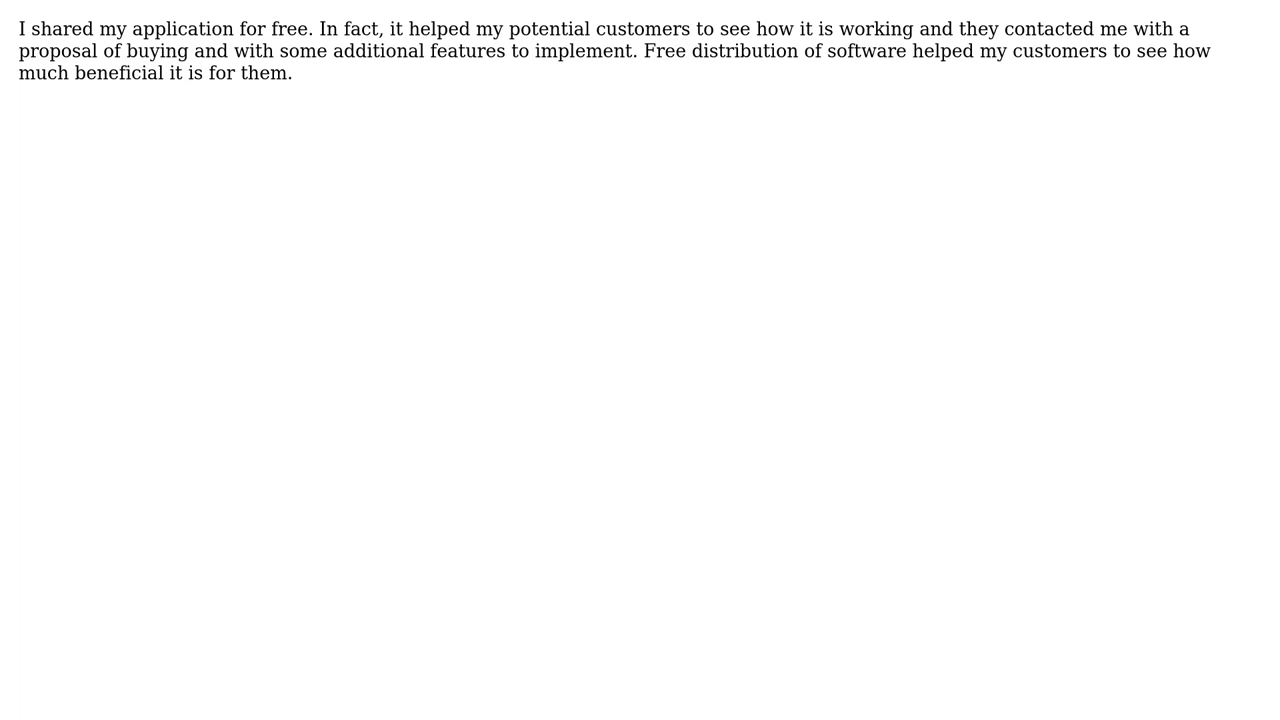 I shared my application for free. In fact, it helped my potential customers to see how it is working and they contacted me with a
proposal of buying and with some additional features to implement. Free distribution of software helped my customers to see how
much beneficial it is for them.